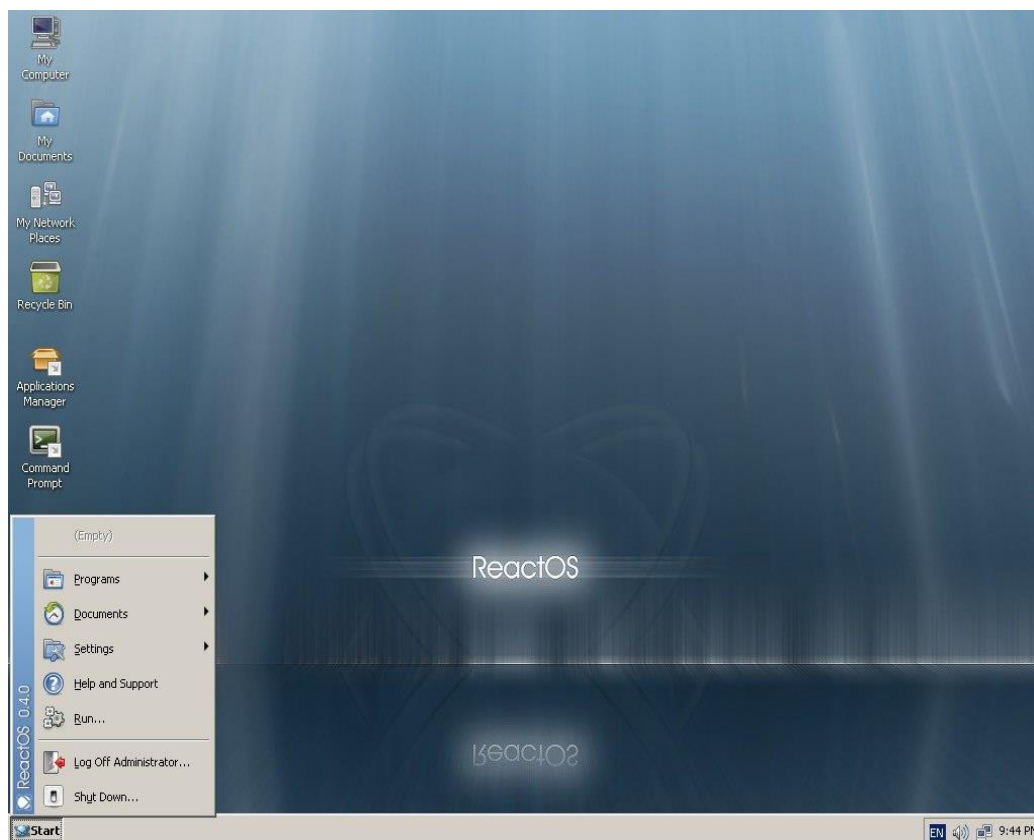 My
Computer
My
Documents
My Network
Places
Recycle Bin
Applications
Manager
Command
Prompt
(Empty)
Programs
Documents
Settings
Help and Support
Run...
Log Off Administrator...
Shut Down...
ReactOS 0.4.0
ReactOS
ReactOS
Start
EN
9:44 PM